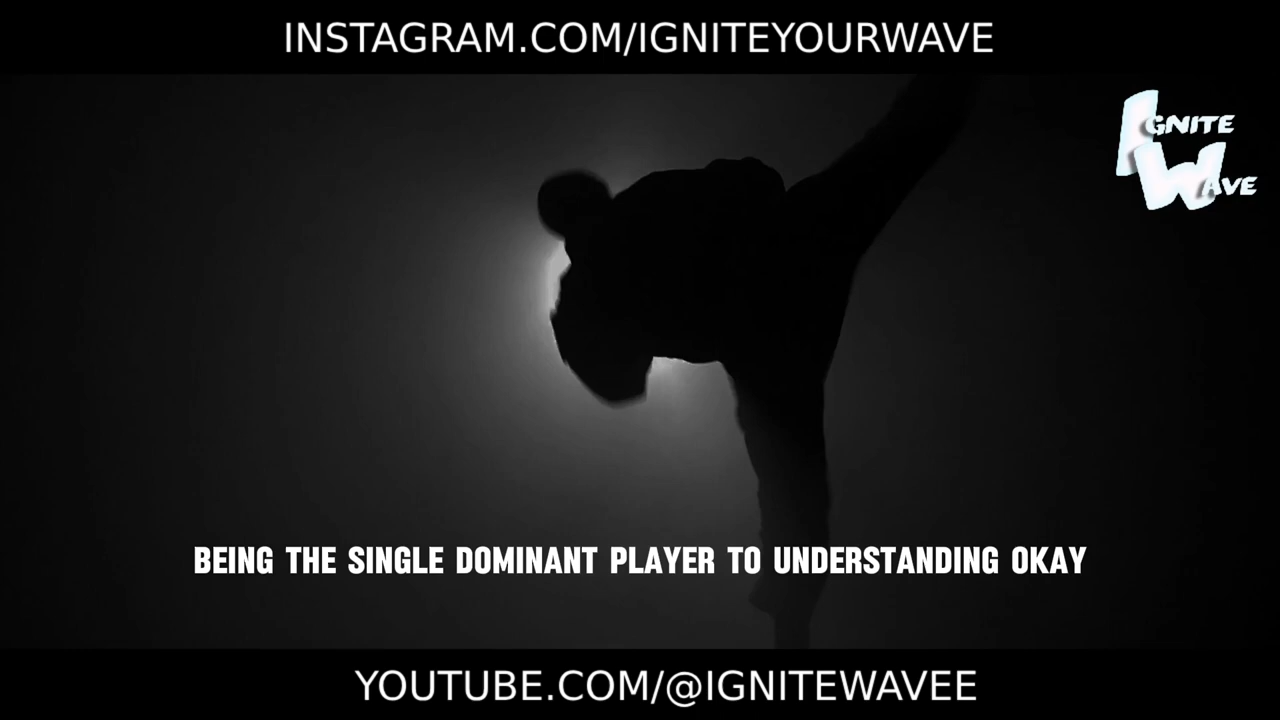 INSTAGRAM.COM/IGNITEYOURWAVE
IGNITE
WAVE
BEING THE SINGLE DOMINANT PLAYER TO UNDERSTANDING OKAY
YOUTUBE.COM/@IGNITEWAVEE